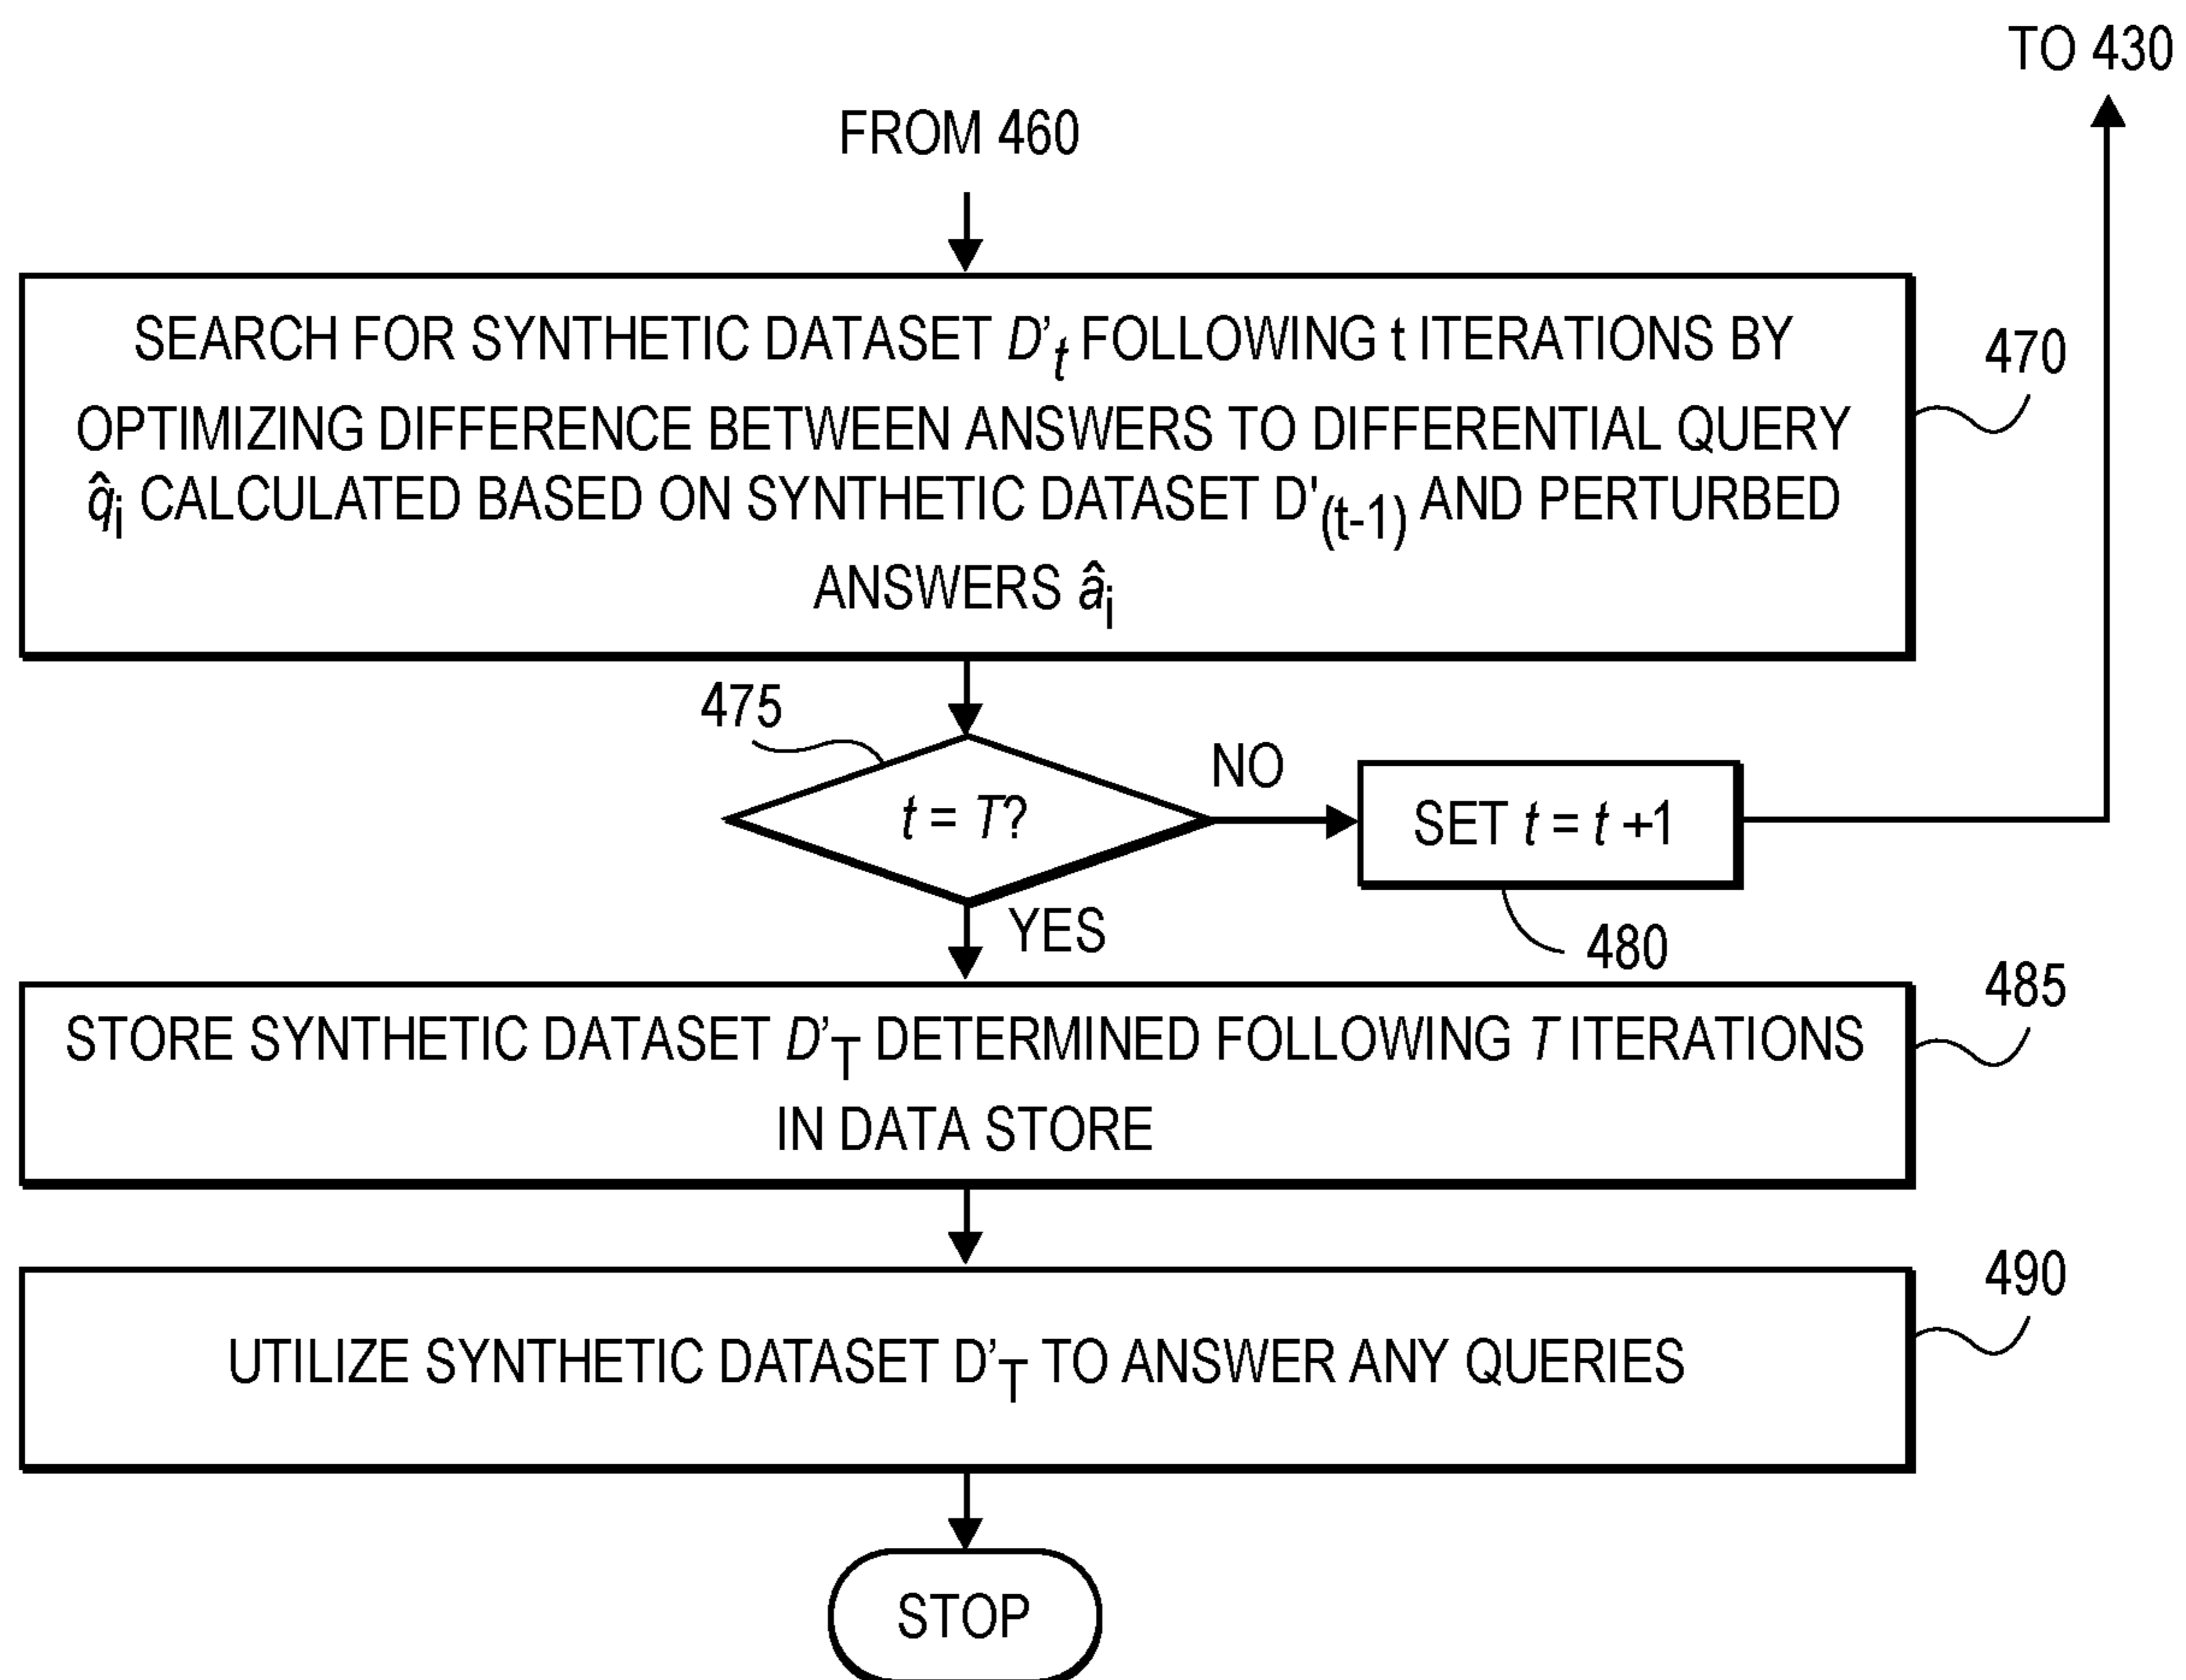 TO 430
FROM 460
SEARCH FOR SYNTHETIC DATASET D't FOLLOWING t ITERATIONS BY
OPTIMIZING DIFFERENCE BETWEEN ANSWERS TO DIFFERENTIAL QUERY
q̂i CALCULATED BASED ON SYNTHETIC DATASET D'(t-1) AND PERTURBED
ANSWERS âi
470
475
t = T?
NO
SET t = t +1
YES
480
STORE SYNTHETIC DATASET D'T DETERMINED FOLLOWING T ITERATIONS
IN DATA STORE
485
UTILIZE SYNTHETIC DATASET D'T TO ANSWER ANY QUERIES
490
STOP